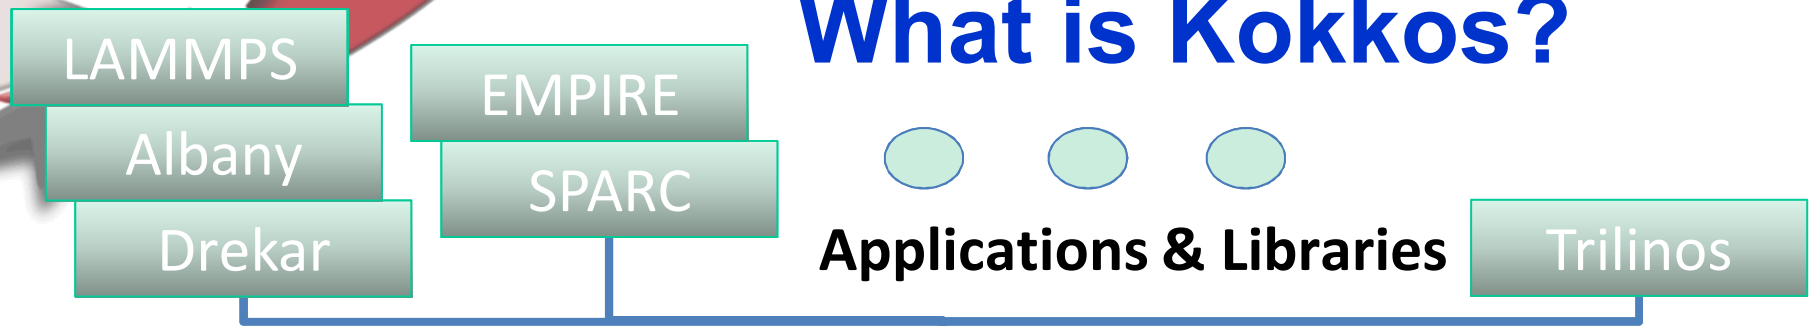 What is Kokkos?
LAMMPS
EMPIRE
Albany
SPARC
Drekar
Applications & Libraries
Trilinos